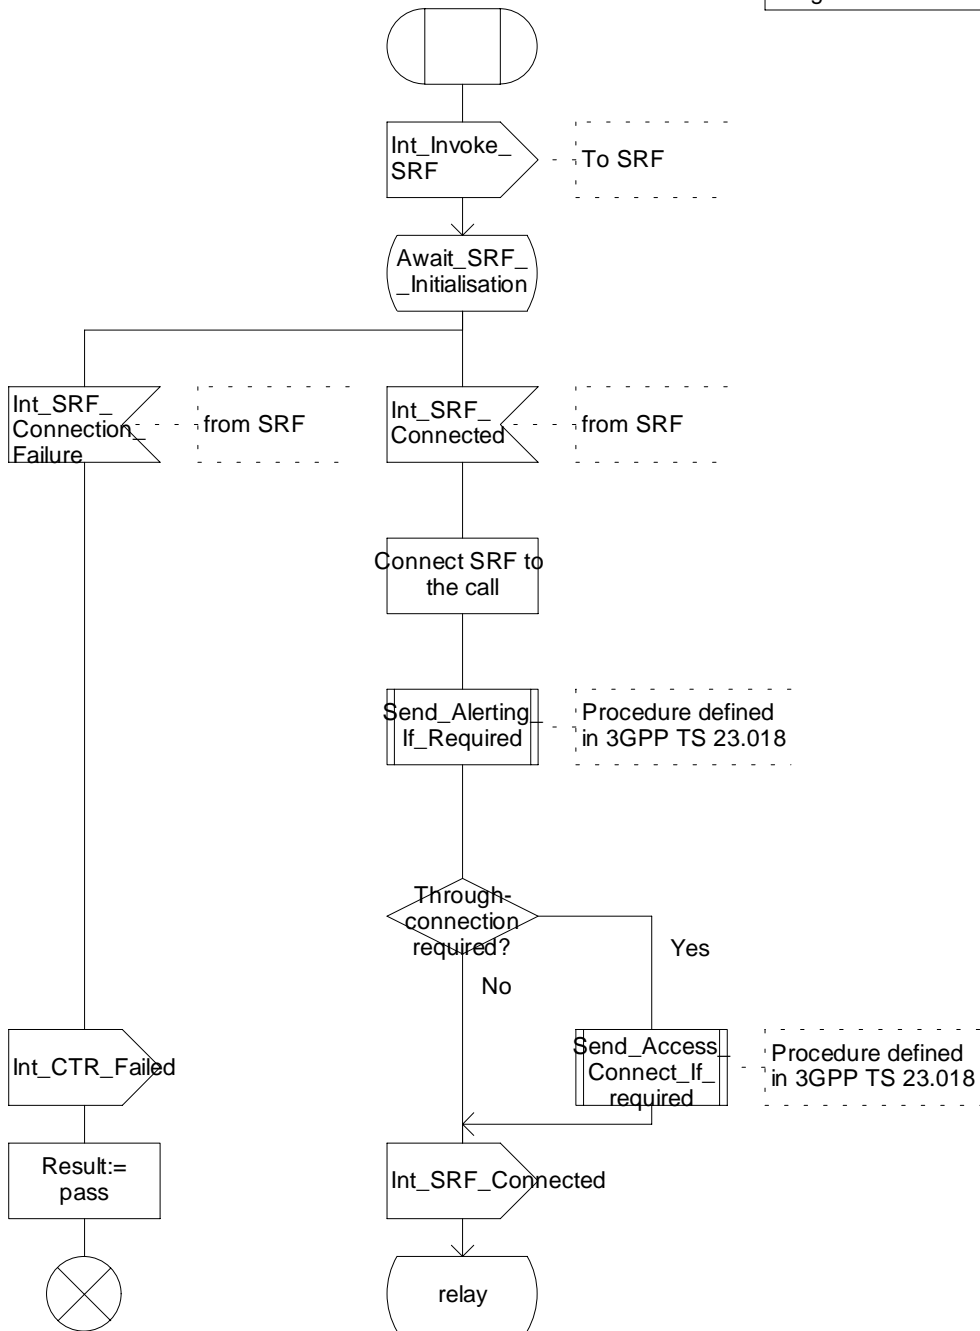 Int_Invoke_
SRF
To SRF
Await_SRF_
_Initialisation
Int_SRF_
Connection_
Failure
from SRF
Int_SRF_
Connected
from SRF
Connect SRF to
the call
Send_Alerting_
If_Required
Procedure defined
in 3GPP TS 23.018
Through-
connection
required?
Yes
No
Int_CTR_Failed
Send_Access_
Connect_If_
required
Procedure defined
in 3GPP TS 23.018
Result:=
pass
Int_SRF_Connected
relay